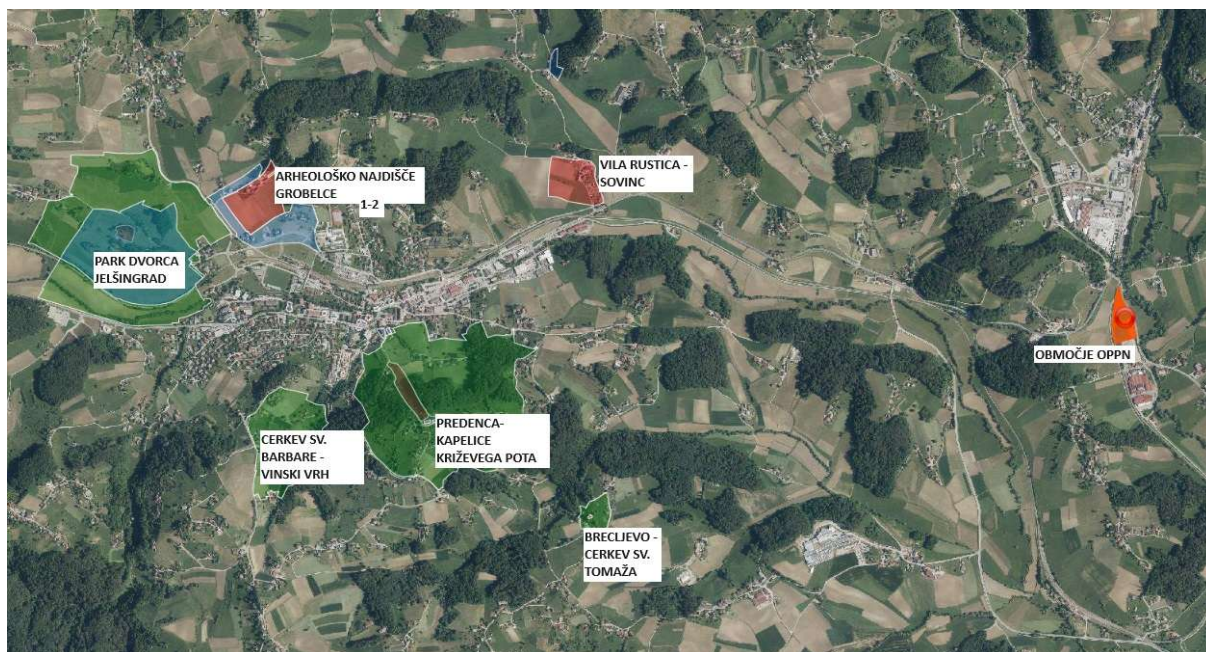 VILA RUSTICA -
SOVINC
ARHEOLOŠKO NAJDIŠČE
GROBELCE
1-2
PARK DVORCA
JELŠINGRAD
OBMOČJE OPPN
PREDENCA-
KAPELICE
KRIŽEVEGA POTA
CERKEV SV.
BARBARE -
VINSKI VRH
BRECLJEVO -
CERKEV SV.
TOMAŽA